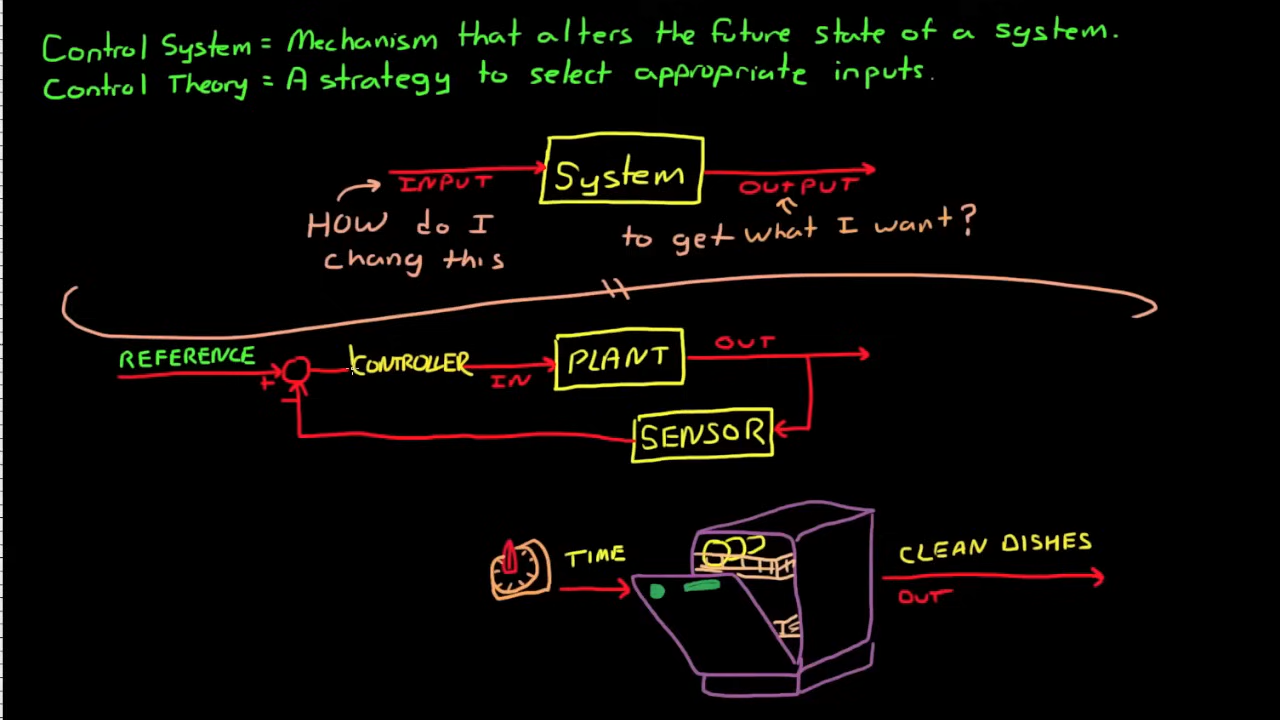 Control System = Mechanism that alters the future state of a system.
Control Theory = A strategy to select appropriate inputs.
System
INPUT
OUTPUT
HOW do I
to get what I want?
chang this
REFERENCE
CONTROLLER
PLANT
OUT
+
IN
-
SENSOR
TIME
CLEAN DISHES
OUT